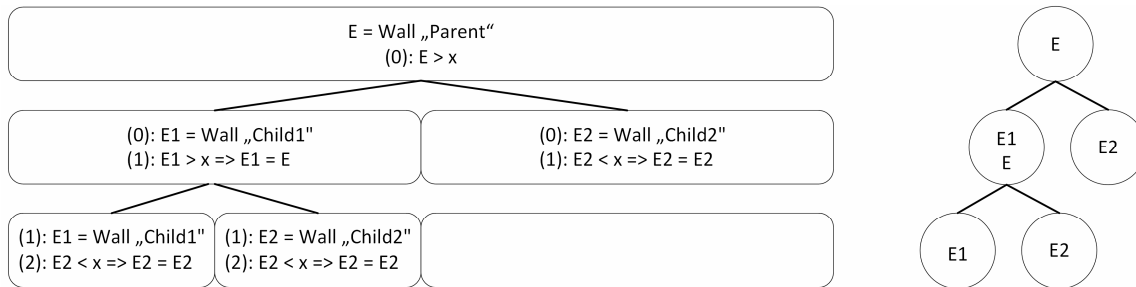 E = Wall „Parent“
(0): E > x
(0): E1 = Wall „Child1"
(1): E1 > x => E1 = E
(0): E2 = Wall „Child2"
(1): E2 < x => E2 = E2
(1): E1 = Wall „Child1"
(2): E2 < x => E2 = E2
(1): E2 = Wall „Child2"
(2): E2 < x => E2 = E2
E
E1
E
E2
E1
E2